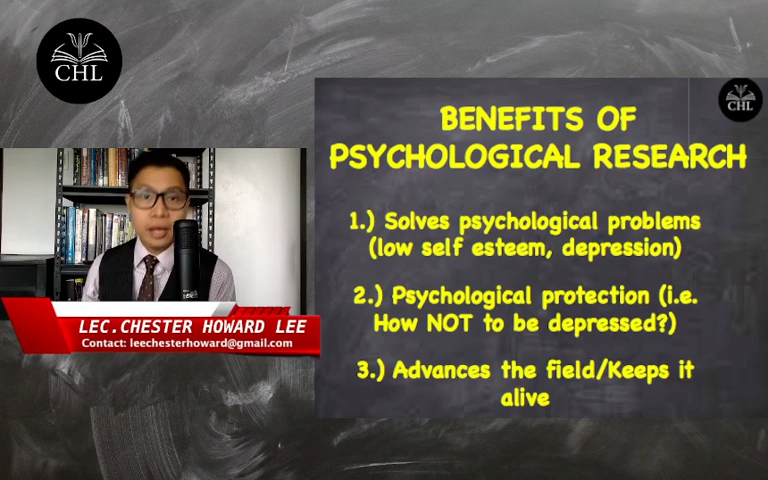 CHL
CHL
BENEFITS OF
PSYCHOLOGICAL RESEARCH
1.) Solves psychological problems
(low self esteem, depression)
2.) Psychological protection (i.e.
How NOT to be depressed?)
3.) Advances the field/Keeps it
alive
LEC.CHESTER HOWARD LEE
Contact: leechesterhoward@gmail.com